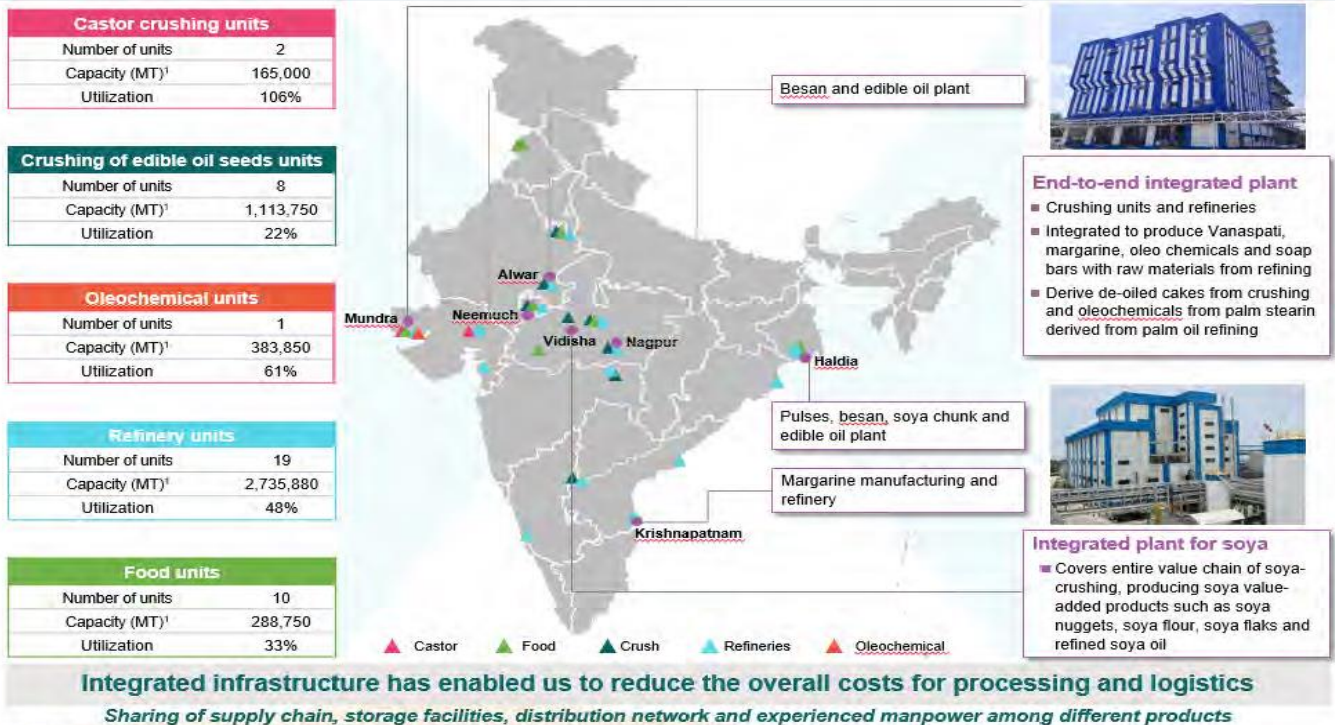 Castor crushing units
Number of units 2
Capacity (MT)¹ 165,000
Utilization 106%
Crushing of edible oil seeds units
Number of units 8
Capacity (MT)¹ 1,113,750
Utilization 22%
Oleochemical units
Number of units 1
Capacity (MT)¹ 383,850
Utilization 61%
Refinery units
Number of units 19
Capacity (MT)¹ 2,735,880
Utilization 48%
Food units
Number of units 10
Capacity (MT)¹ 288,750
Utilization 33%
Besan and edible oil plant
Alwar
Mundra
Neemuch
Vidisha
Nagpur
Haldia
Pulses, besan, soya chunk and
edible oil plant
Margarine manufacturing and
refinery
Krishnapatnam
Castor Food Crush Refineries Oleochemical
End-to-end integrated plant
Crushing units and refineries
Integrated to produce Vanaspati,
margarine, oleo chemicals and soap
bars with raw materials from refining
Derive de-oiled cakes from crushing
and oleochemicals from palm stearin
derived from palm oil refining
Integrated plant for soya
Covers entire value chain of soya-
crushing, producing soya value-
added products such as soya
nuggets, soya flour, soya flaks and
refined soya oil
Integrated infrastructure has enabled us to reduce the overall costs for processing and logistics
Sharing of supply chain, storage facilities, distribution network and experienced manpower among different products